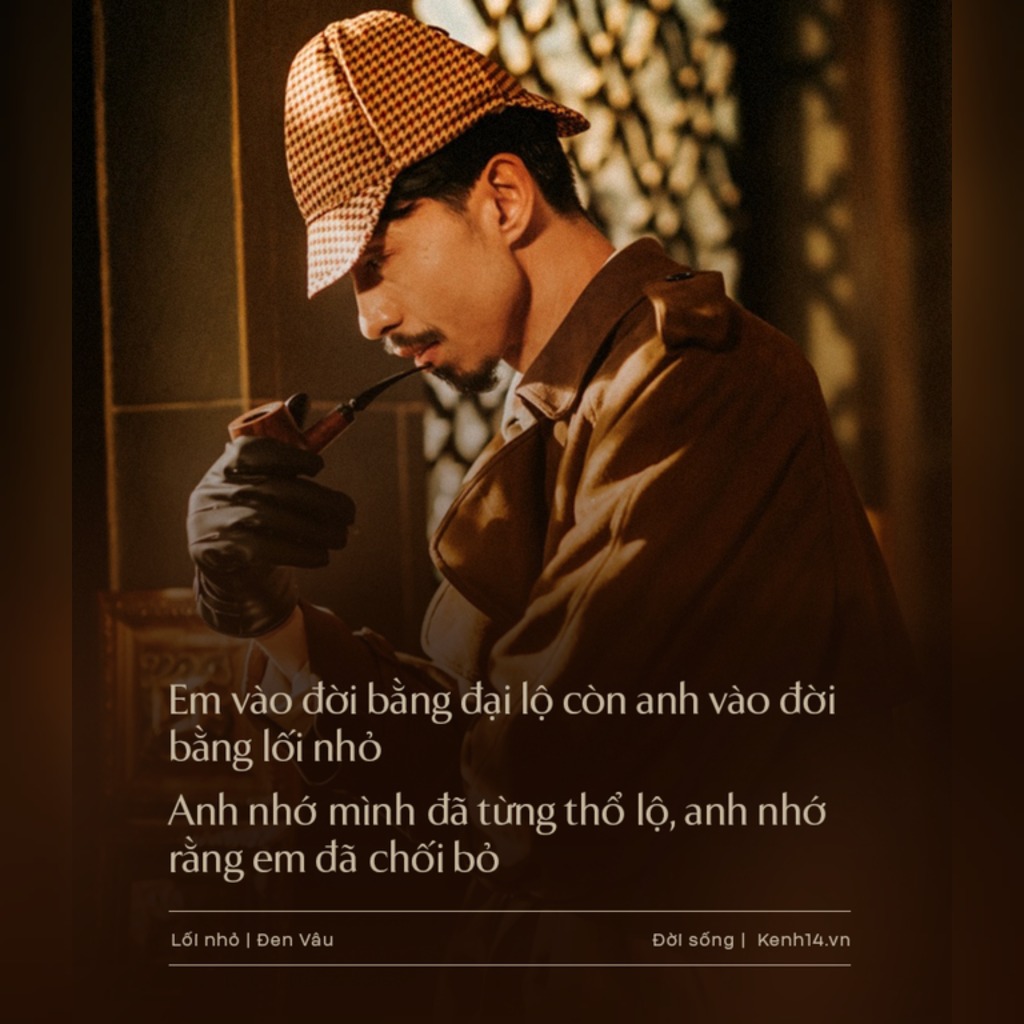 Em vào đời bằng đại lộ còn anh vào đời
bằng lối nhỏ
Anh nhớ mình đã từng thổ lộ, anh nhớ
rằng em đã chối bỏ
Lối nhỏ | Đen Vâu
Đời sống | Kenh14.vn